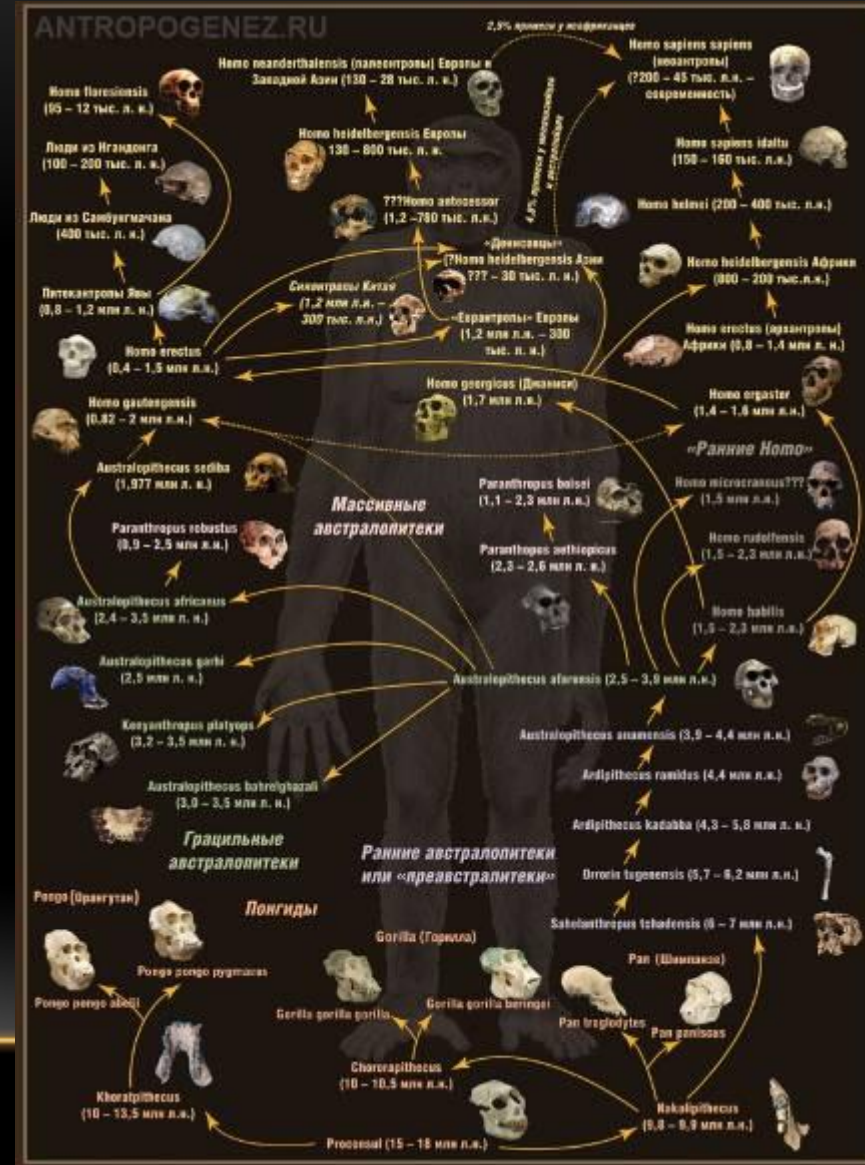 ANTROPOGENEZ.RU
2,5% примеси у неафриканцев
Homo sapiens sapiens
(неоантропы)
(?200 – 45 тыс. л.н. –
современность)
Homo neanderthalensis (палеоантропы) Европы и
Западной Азии (130 – 28 тыс. л. н.)
Homo floresiensis
(95 – 12 тыс. л. н.)
Homo heidelbergensis Европы
130 – 800 тыс. л. н.
Люди из Нгандонга
(100 – 200 тыс. л. н.)
Homo sapiens idaltu
(150 – 160 тыс. л.н.)
???Homo antecessor
(1,2 –780 тыс. л.н.)
Homo helmei (200 – 400 тыс. л.н.)
Люди из Самбунгмачана
(400 тыс. л. н.)
«Денисовцы»
(?Homo heidelbergensis Азии
??? – 30 тыс. л. н.)
Homo heidelbergensis Африки
(800 – 200 тыс.л.н.)
Синантропы Китая
(1,2 млн л.н. –
300 тыс. л.н.)
Питекантропы Явы
(0,8 – 1,2 млн л. н.)
«Еврантропы» Европы
(1,2 млн л.н. – 300
тыс. л.н.)
Homo erectus (архантропы)
Африки (0,8 – 1,4 млн л.н.)
Homo erectus
(0,4 – 1,5 млн л.н.)
Homo georgicus (Дманиси)
(1,7 млн л.н.)
Homo ergaster
(1,4 – 1,8 млн л.н.)
Homo gautengensis
(0,82 – 2 млн л.н.)
«Ранние Homo»
Australopithecus sediba
(1,977 млн л. н.)
Homo microcranous???
(1,5 млн л.н.)
Paranthropus boisei
(1,1 – 2,3 млн л.н.)
Массивные
австралопитеки
Paranthropus robustus
(0,9 – 2,5 млн л.н.)
Homo rudolfensis
(1,5 – 2,3 млн л.н.)
Paranthopus aethiopicus
(2,3 – 2,6 млн л. н.)
Australopithecus africanus
(2,4 – 3,5 млн л. н.)
Homo habilis
(1,5 – 2,3 млн л.н.)
Australopithecus garhi
(2,5 млн л.н.)
Australopithecus afarensis (2,5 – 3,9 млн л.н.)
Kenyanthropus platyops
(3,2 – 3,5 млн л. н.)
Australopithecus anamensis (3,9 – 4,4 млн л.н.)
Australopithecus bahrelghazali
(3,0 – 3,5 млн л. н.)
Ardipithecus ramidus (4,4 млн л.н.)
Ardipithecus kadabba (4,3 – 5,8 млн л. н.)
Грацильные
австралопитеки
Ранние австралопитеки
или «преавстралитеки»
Orrorin tugenensis (5,7 – 6,2 млн л.н.)
Sahelanthropus tchadensis (6 – 7 млн л.н.)
Понгиды
Pongo (Орангутан)
Pongo pongo pygmaeus
Pongo pongo abelii
Gorilla (Горилла)
Gorilla gorilla gorilla
Gorilla gorilla beringei
Pan (Шимпанзе)
Pan troglodytes
Pan paniscus
Khoratpithecus
(10 – 13,5 млн л.н.)
Chororapithecus
(10 – 10,5 млн л.н.)
Nakalipithecus
(9,8 – 9,9 млн л.н.)
Proconsul (15 – 18 млн л.н.)